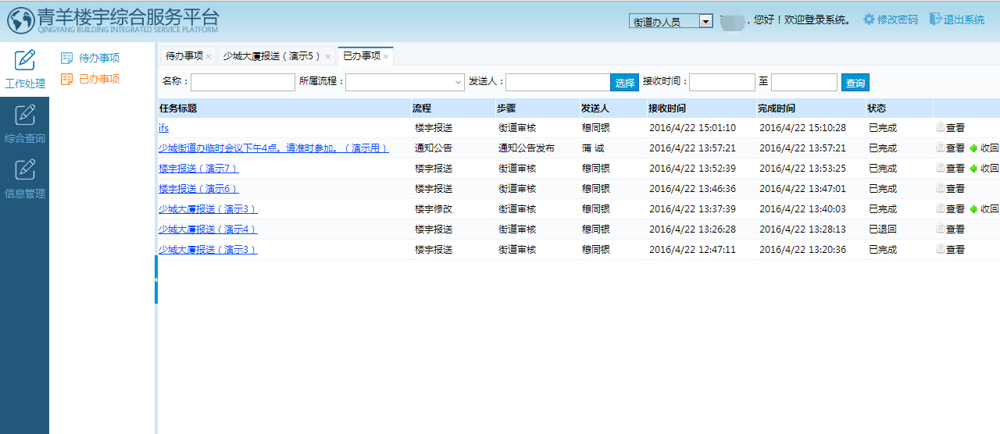 青羊楼宇综合服务平台
QINGYANG BUILDING INTEGRATED SERVICE PLATFORM
街道办人员 ，您好！欢迎登录系统。 修改密码 退出系统
工作处理
综合查询
信息管理
待办事项
已办事项
待办事项× 少城大厦报送（演示5）× 已办事项×
名称： 所属流程： 发送人： 选择 接收时间： 至 查询
任务标题 流程 步骤 发送人 接收时间 完成时间 状态
ifs 楼宇报送 街道审核 穆同银 2016/4/22 15:01:10 2016/4/22 15:10:28 已完成 查看
少城街道办临时会议下午4点。请准时参加。（演示用） 通知公告 通知公告发布 蒲 诚 2016/4/22 13:57:21 2016/4/22 13:57:21 已完成 查看 收回
楼宇报送（演示7） 楼宇报送 街道审核 穆同银 2016/4/22 13:52:39 2016/4/22 13:53:25 已完成 查看 收回
楼宇报送（演示6） 楼宇报送 街道审核 穆同银 2016/4/22 13:46:36 2016/4/22 13:47:01 已完成 查看
少城大厦报送（演示3） 楼宇修改 街道审核 穆同银 2016/4/22 13:37:39 2016/4/22 13:40:03 已完成 查看 收回
少城大厦报送（演示4） 楼宇报送 街道审核 穆同银 2016/4/22 13:26:28 2016/4/22 13:28:13 已退回 查看
少城大厦报送（演示3） 楼宇报送 街道审核 穆同银 2016/4/22 12:47:11 2016/4/22 13:20:36 已完成 查看